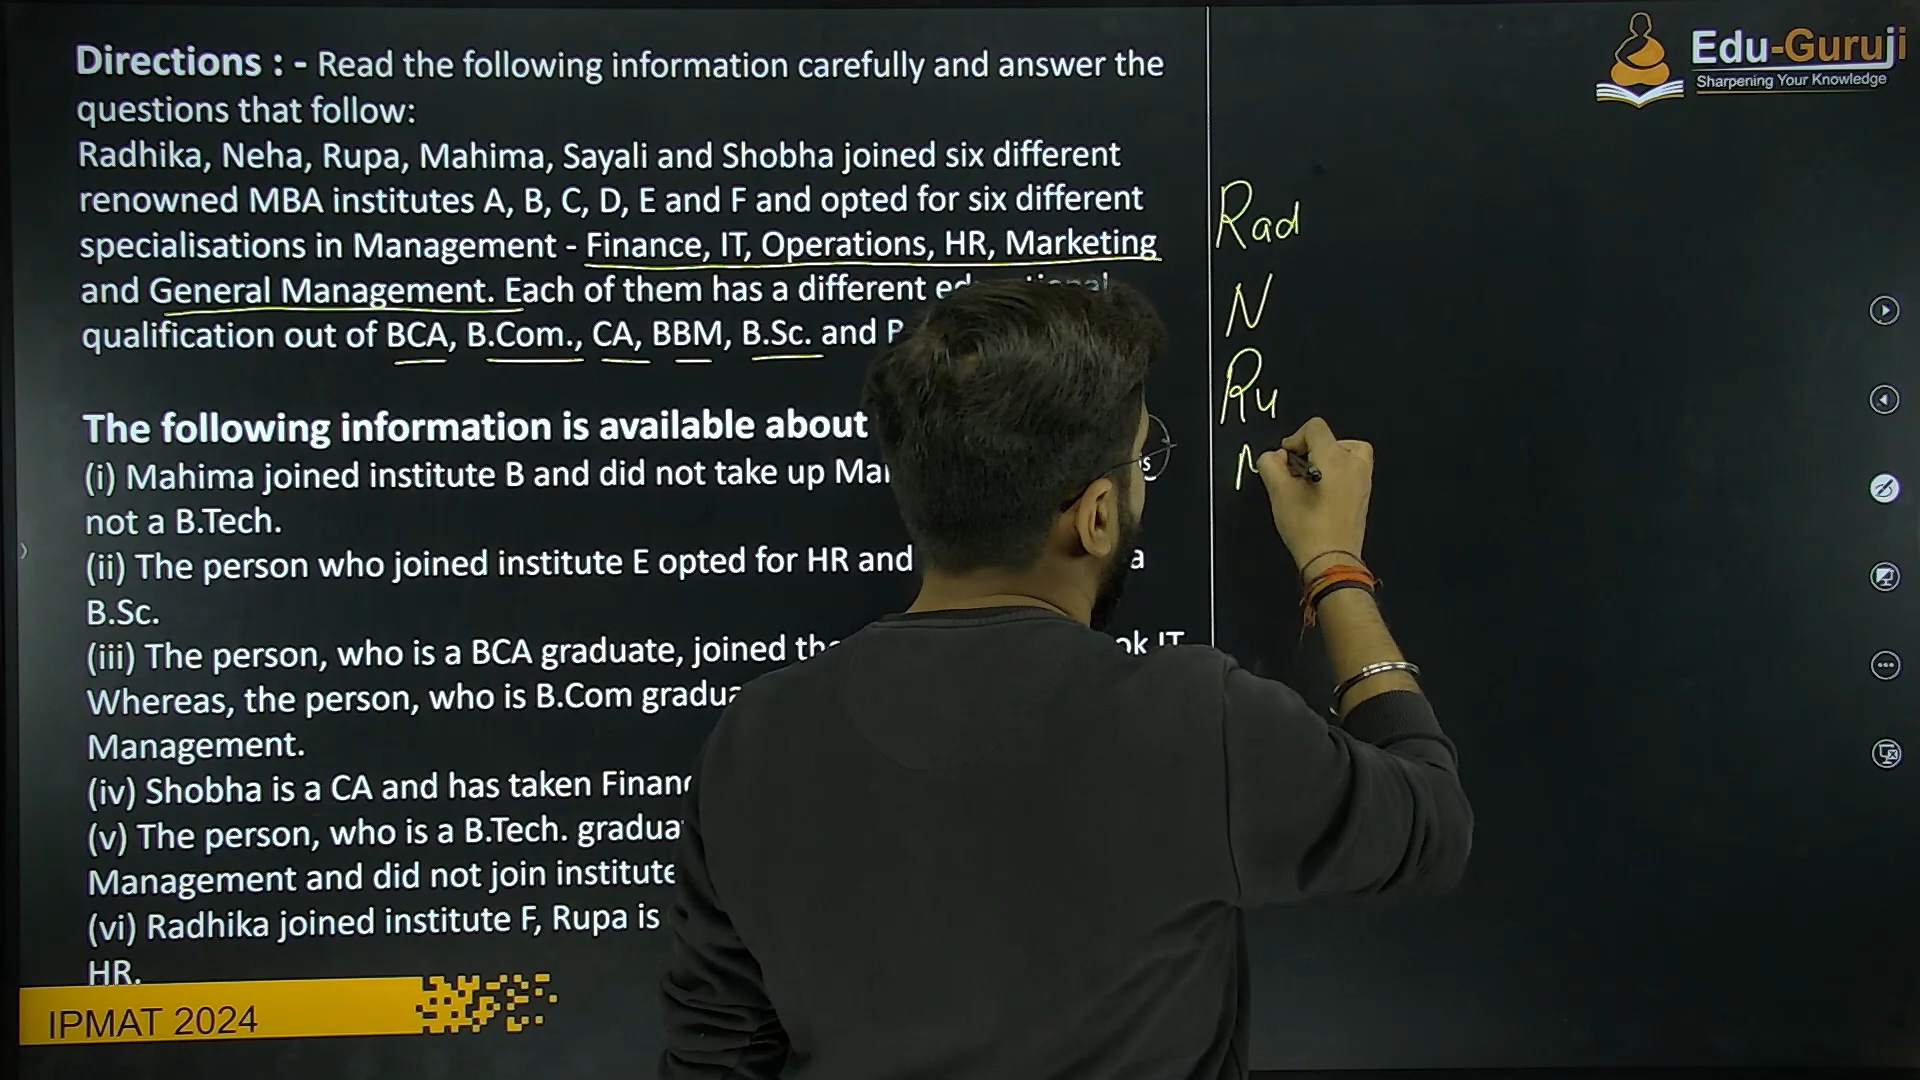 Directions : - Read the following information carefully and answer the
questions that follow:
Radhika, Neha, Rupa, Mahima, Sayali and Shobha joined six different
renowned MBA institutes A, B, C, D, E and F and opted for six different
specialisations in Management - Finance, IT, Operations, HR, Marketing
and General Management. Each of them has a different
qualification out of BCA, B.Com., CA, BBM, B.Sc. and
The following information is available about
(i) Mahima joined institute B and did not take up
not a B.Tech.
(ii) The person who joined institute E opted for HR and a
B.Sc.
(iii) The person, who is a BCA graduate, joined IT
Whereas, the person, who is B.Com
Management.
(iv) Shobha is a CA and has taken
(v) The person, who is a B.Tech.
Management and did not join
(vi) Radhika joined institute F, Rupa is
HR.
IPMAT 2024
Rad
N
Ru
Edu-Guruji
Sharpening Your Knowledge